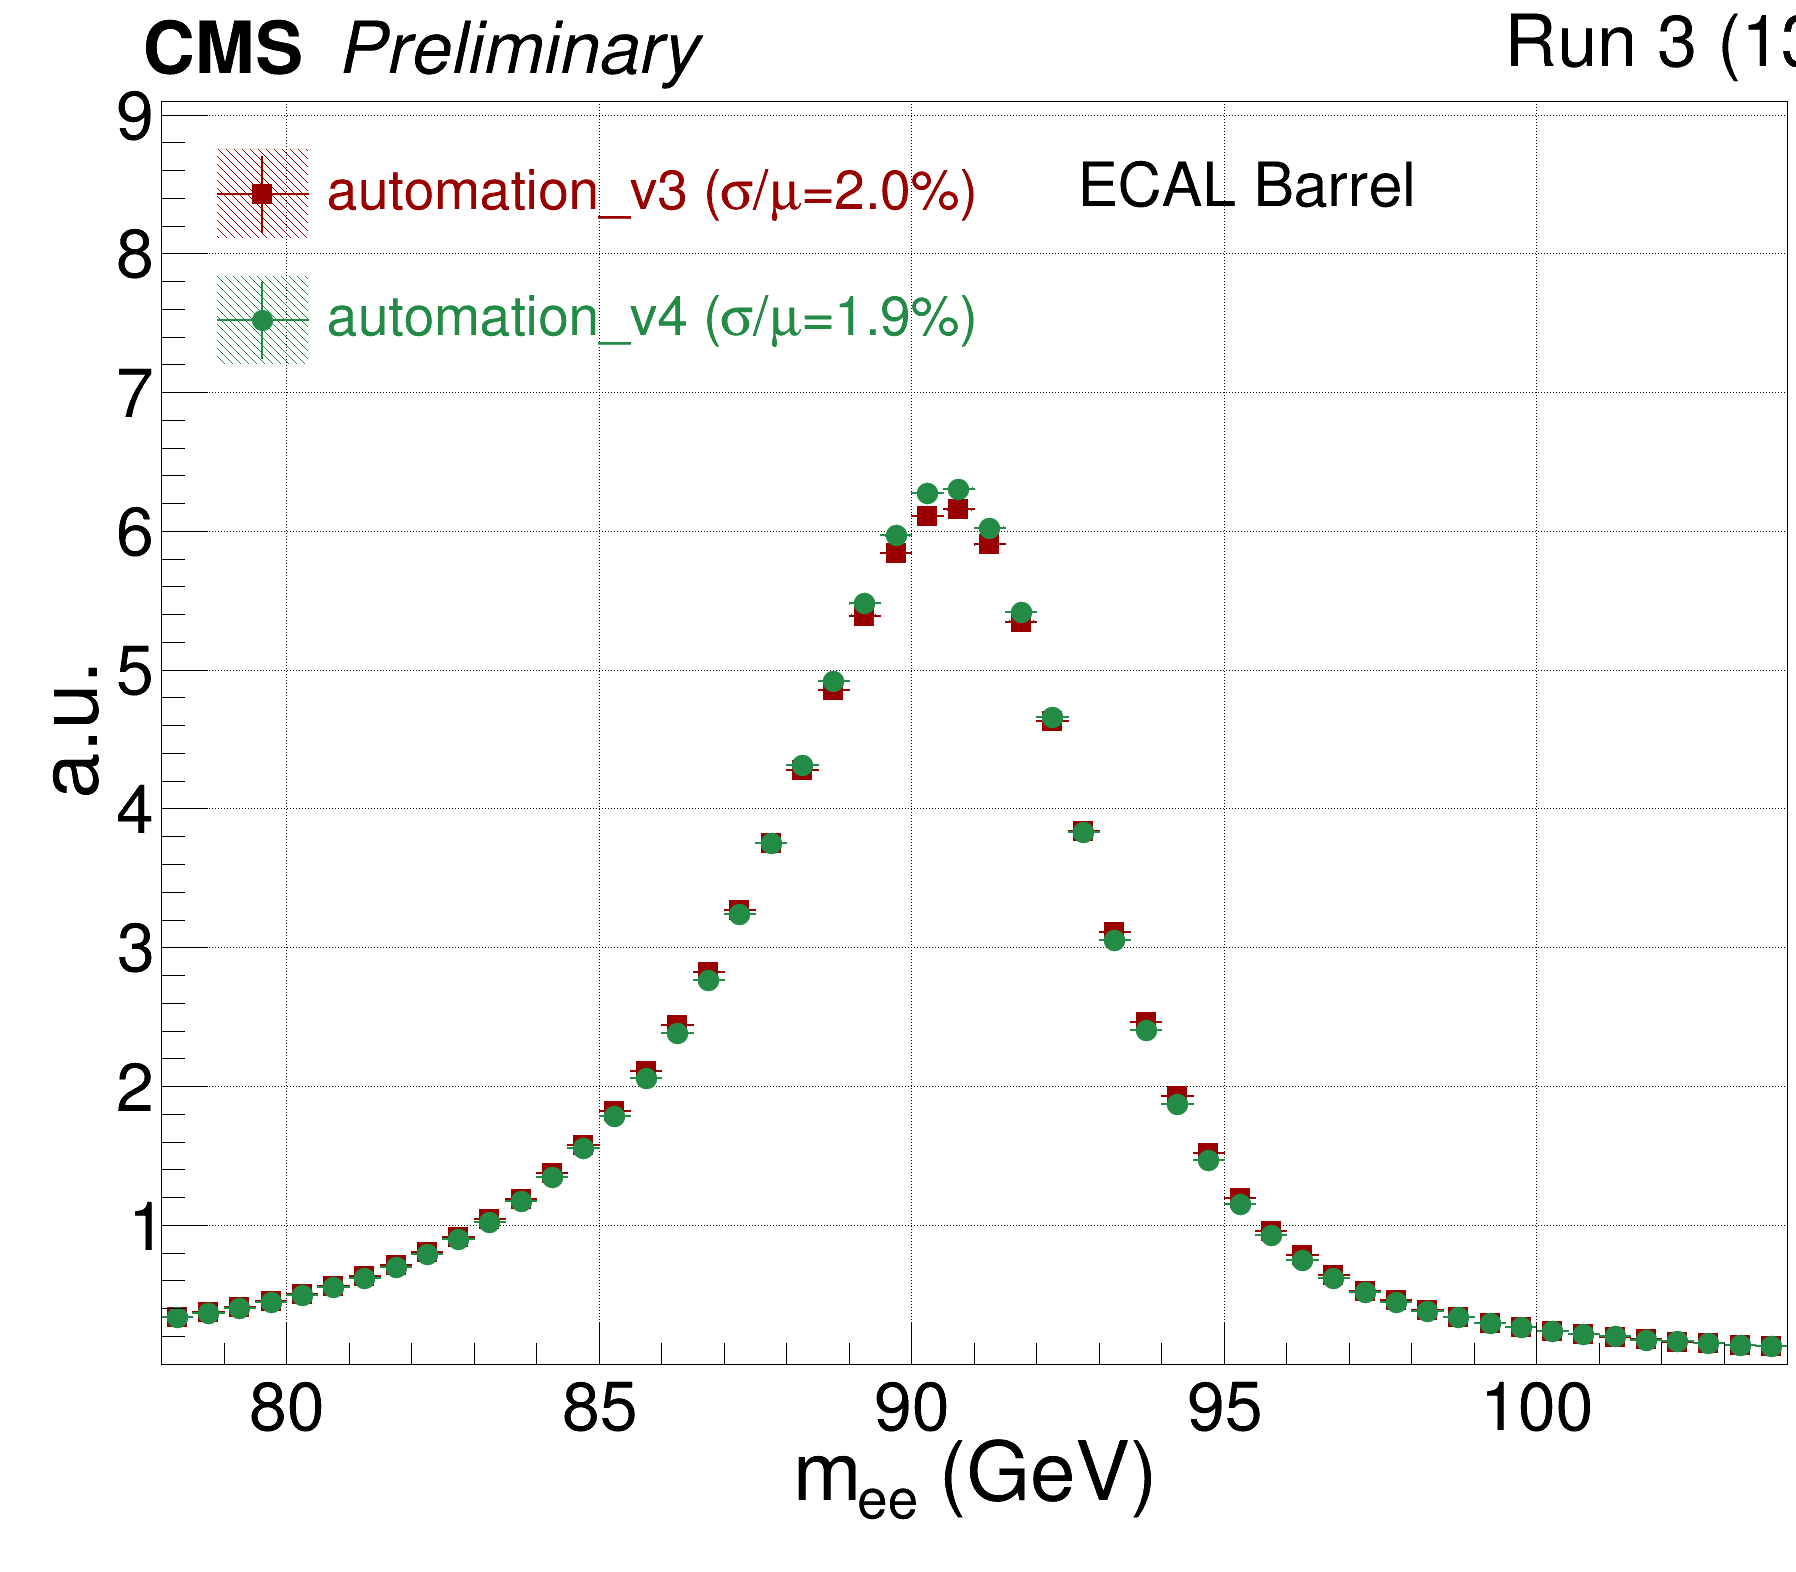 CMS Preliminary Run 3 (13
9
automation_v3 (σ/μ=2.0%) ECAL Barrel
8
automation_v4 (σ/μ=1.9%)
7
6
5
4
3
2
1
a.u.
80 85 90 95 100
mee (GeV)